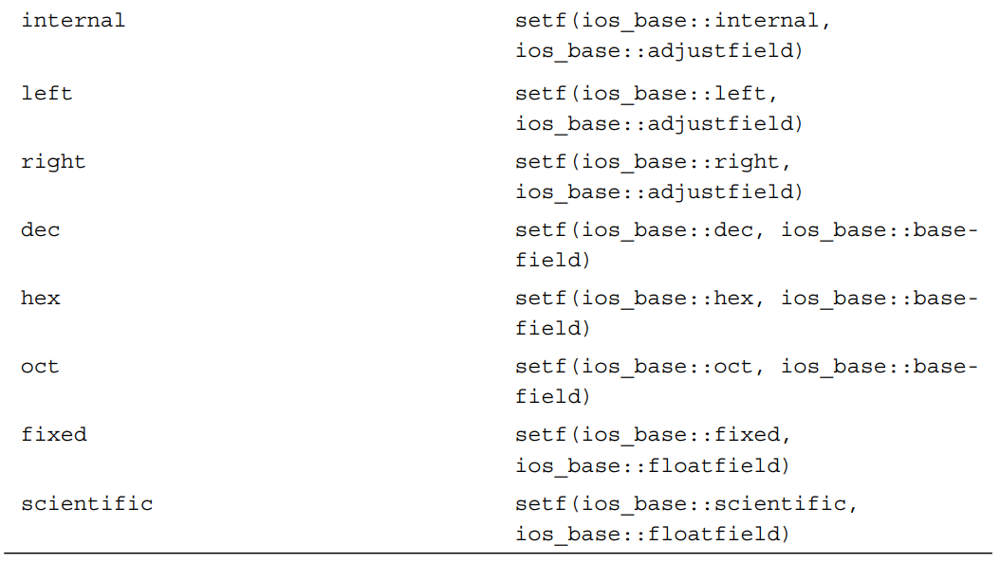 internal setf(ios_base::internal,
ios_base::adjustfield)
left setf(ios_base::left,
ios_base::adjustfield)
right setf(ios_base::right,
ios_base::adjustfield)
dec setf(ios_base::dec, ios_base::base-
field)
hex setf(ios_base::hex, ios_base::base-
field)
oct setf(ios_base::oct, ios_base::base-
field)
fixed setf(ios_base::fixed,
ios_base::floatfield)
scientific setf(ios_base::scientific,
ios_base::floatfield)